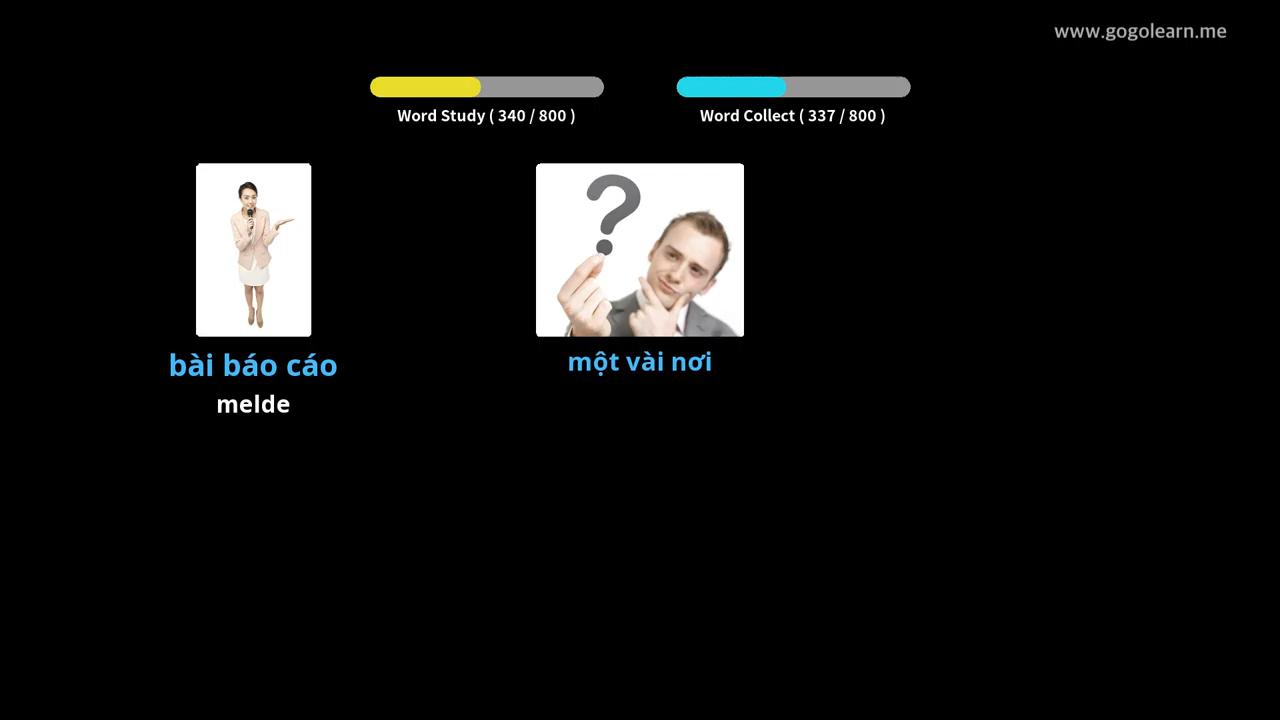 www.gogolearn.me
Word Study ( 340 / 800 )
Word Collect ( 337 / 800 )
?
bài báo cáo
melde
một vài nơi